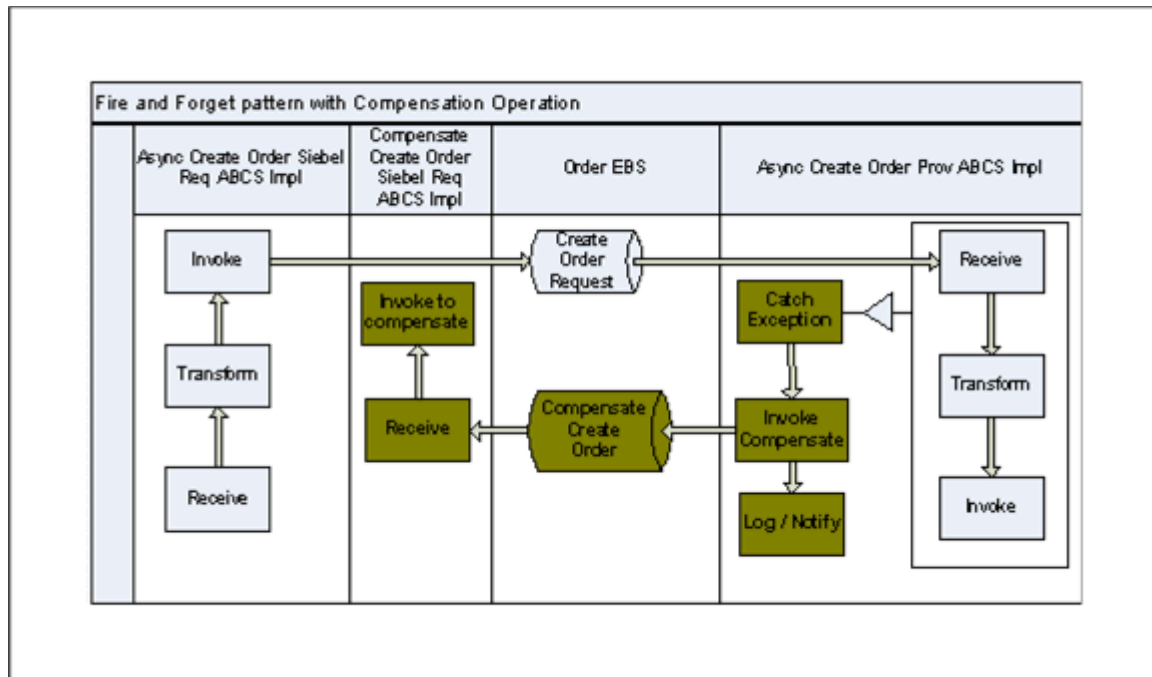 Fire and Forget pattern with Compensation Operation
Async Create Order Siebel
Req ABCS Impl
Compensate
Create Order
Siebel Req
ABCS Impl
Order EBS
Async Create Order Prov ABCS Impl
Invoke
Transform
Receive
Invoke to
compensate
Receive
Create
Order
Request
Compensate
Create
Order
Catch
Exception
Invoke
Compensate
Log / Notify
Receive
Transform
Invoke